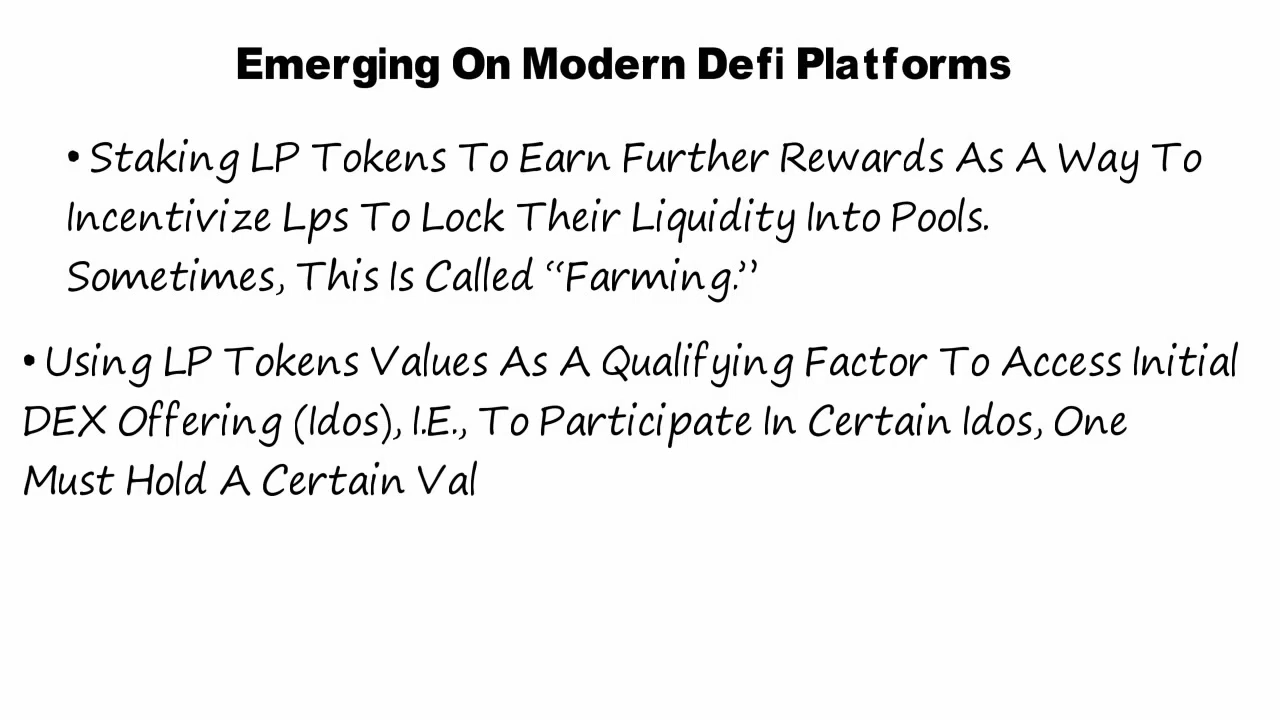 Emerging On Modern Defi Platforms
• Staking LP Tokens To Earn Further Rewards As A Way To
Incentivize Lps To Lock Their Liquidity Into Pools.
Sometimes, This Is Called “Farming.”
• Using LP Tokens Values As A Qualifying Factor To Access Initial
DEX Offering (Idos), I.E., To Participate In Certain Idos, One
Must Hold A Certain Val